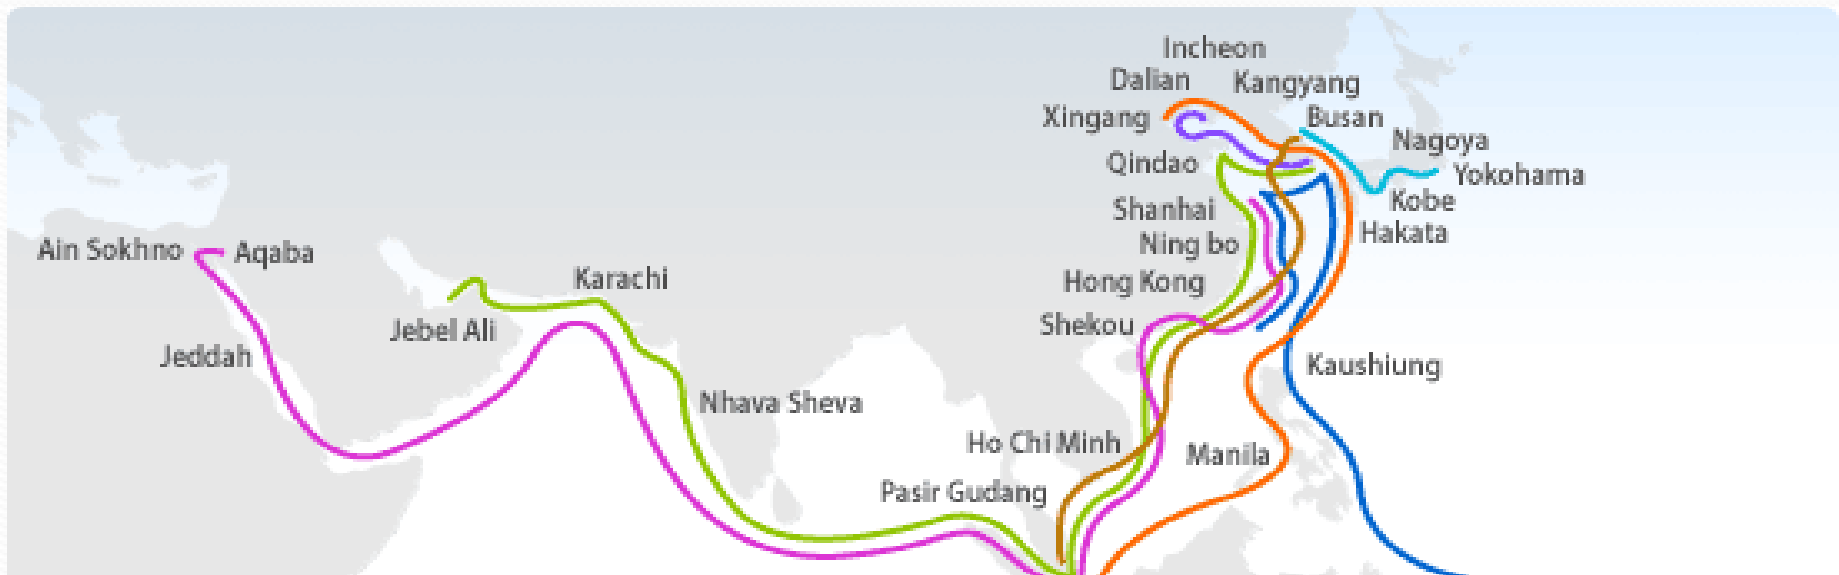 Incheon
Dalian
Kangyang
Xingang
Busan
Nagoya
Qindao
Yokohama
Kobe
Shanhai
Hakata
Ning bo
Ain Sokhno
Aqaba
Karachi
Hong Kong
Jebel Ali
Shekou
Jeddah
Kaushiung
Nhava Sheva
Ho Chi Minh
Manila
Pasir Gudang